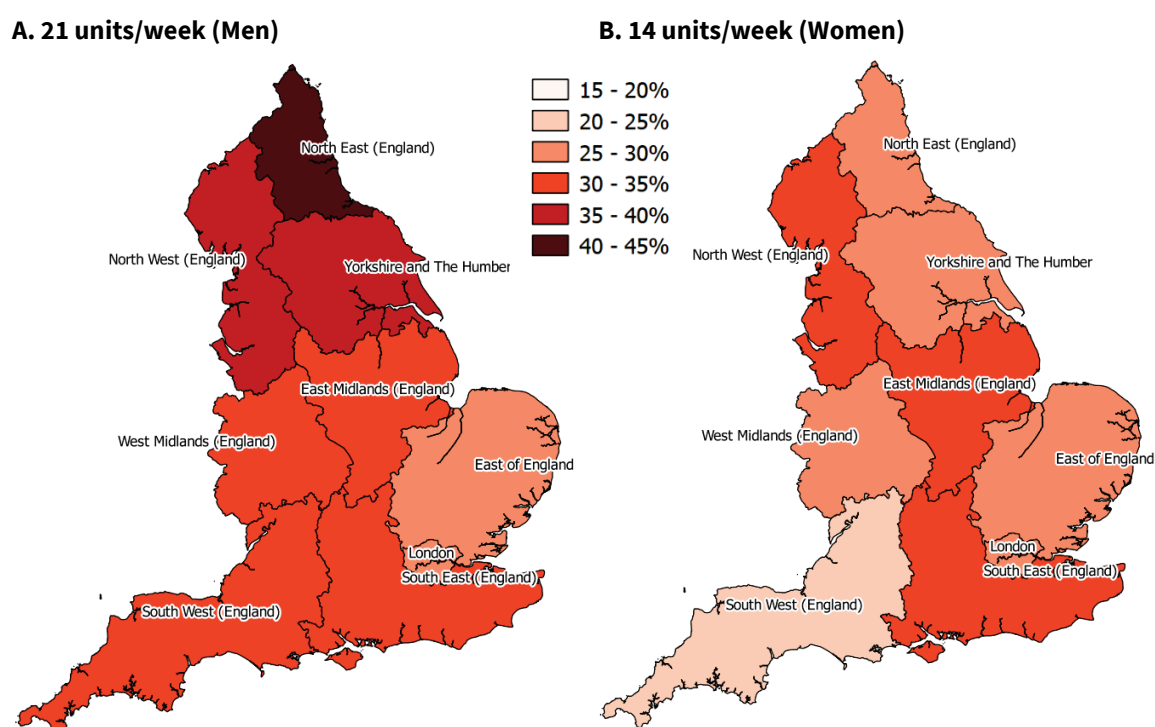 A. 21 units/week (Men)
B. 14 units/week (Women)
15 - 20%
20 - 25%
25 - 30%
30 - 35%
35 - 40%
40 - 45%
North East (England)
North West (England)
Yorkshire and The Humber
East Midlands (England)
West Midlands (England)
East of England
London
South East (England)
South West (England)
North East (England)
North West (England)
Yorkshire and The Humber
East Midlands (England)
West Midlands (England)
East of England
London
South East (England)
South West (England)